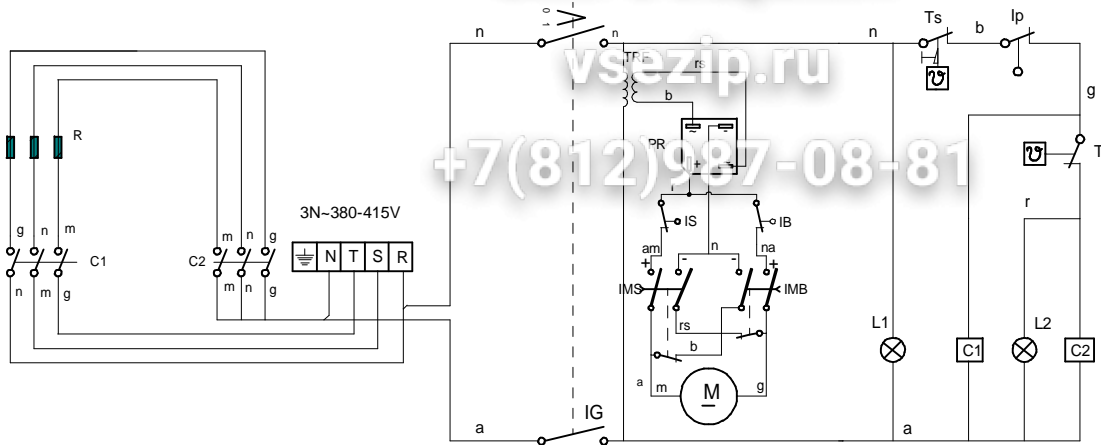 0 1
n
n
n
Ts
b
Ip
TRF
rs
b
g
vsezip.ru
PR
~
-
+
+7(812)987-08-81
R
T
r
3N~380-415V
IS
IB
g n m
m n g
am
n
na
C1
C2
N T S R
+
-
-
+
n m g
m n g
IMS
IMB
rs
b
L1
C1
L2
C2
a
m
M
g
IG
a
a